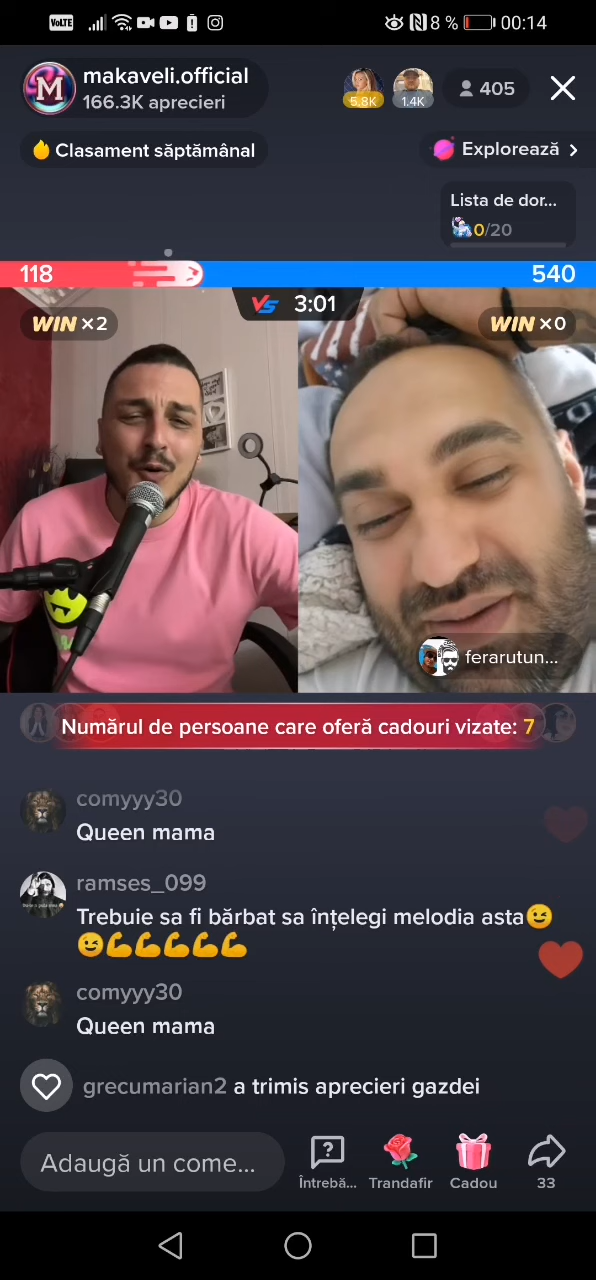 VoLTE
8 %
00:14
makaveli.official
166.3K aprecieri
5.8K
1.4K
405
Clasament săptămânal
Explorează
Lista de dor...
0/20
118
540
VS 3:01
WIN ×2
WIN ×0
ferarutun...
Numărul de persoane care oferă cadouri vizate: 7
comyyy30
Queen mama
ramses_099
Trebuie sa fi bărbat sa înțelegi melodia asta😉
😉💪💪💪💪💪
comyyy30
Queen mama
grecumarian2 a trimis aprecieri gazdei
Adaugă un come...
Întrebă...
Trandafir
Cadou
33